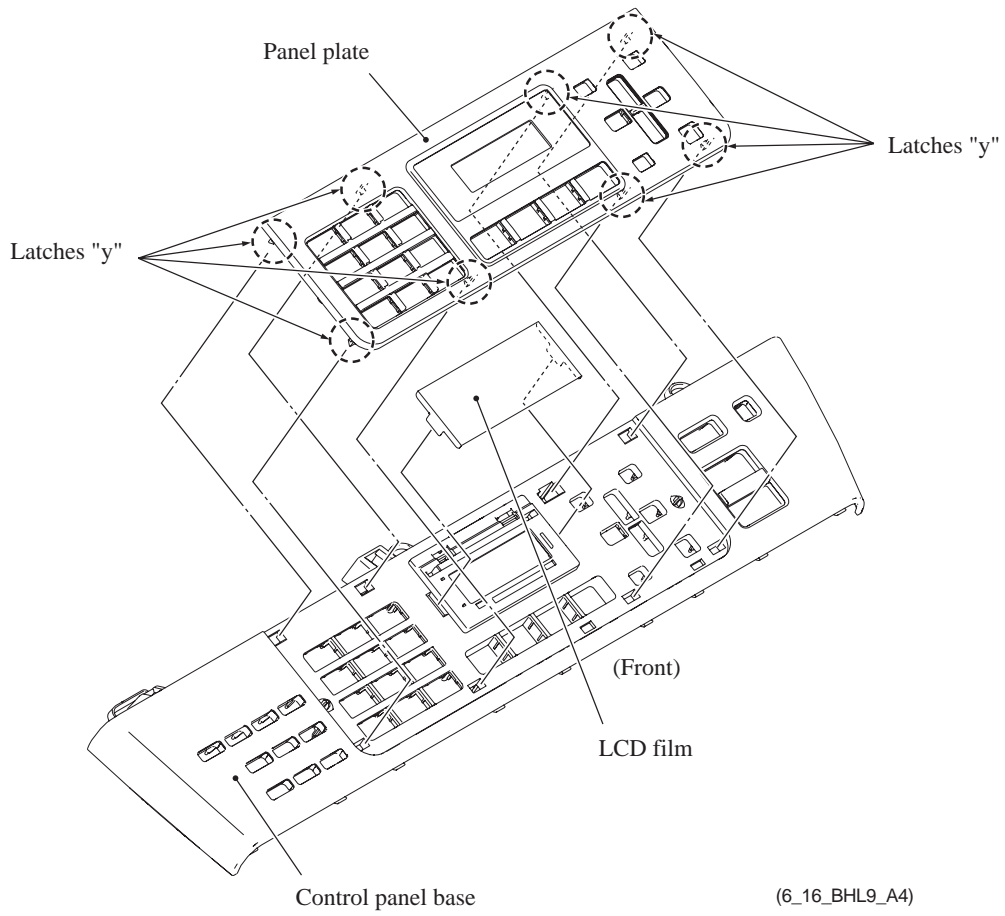 Panel plate
Latches "y"
Latches "y"
(Front)
LCD film
Control panel base
(6_16_BHL9_A4)